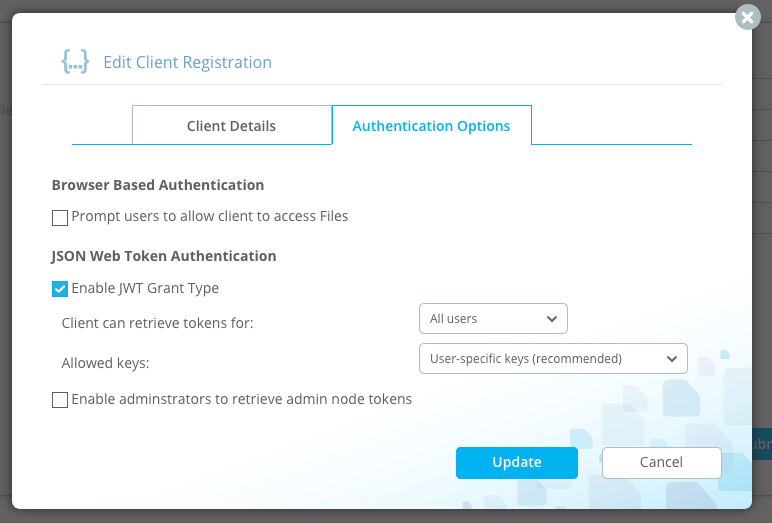 {...} Edit Client Registration
Client Details Authentication Options
Browser Based Authentication
Prompt users to allow client to access Files
JSON Web Token Authentication
Enable JWT Grant Type
Client can retrieve tokens for: All users
Allowed keys: User-specific keys (recommended)
Enable adminstrators to retrieve admin node tokens
Update Cancel